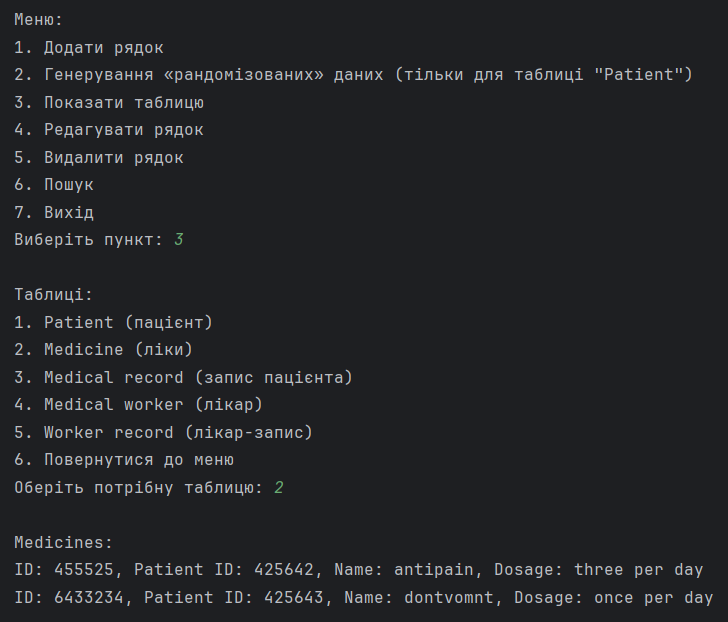 Меню:
1. Додати рядок
2. Генерування «рандомізованих» даних (тільки для таблиці "Patient")
3. Показати таблицю
4. Редагувати рядок
5. Видалити рядок
6. Пошук
7. Вихід
Виберіть пункт: 3
Таблиці:
1. Patient (пацієнт)
2. Medicine (ліки)
3. Medical record (запис пацієнта)
4. Medical worker (лікар)
5. Worker record (лікар-запис)
6. Повернутися до меню
Оберіть потрібну таблицю: 2
Medicines:
ID: 455525, Patient ID: 425642, Name: antipain, Dosage: three per day
ID: 6433234, Patient ID: 425643, Name: dontvomnt, Dosage: once per day